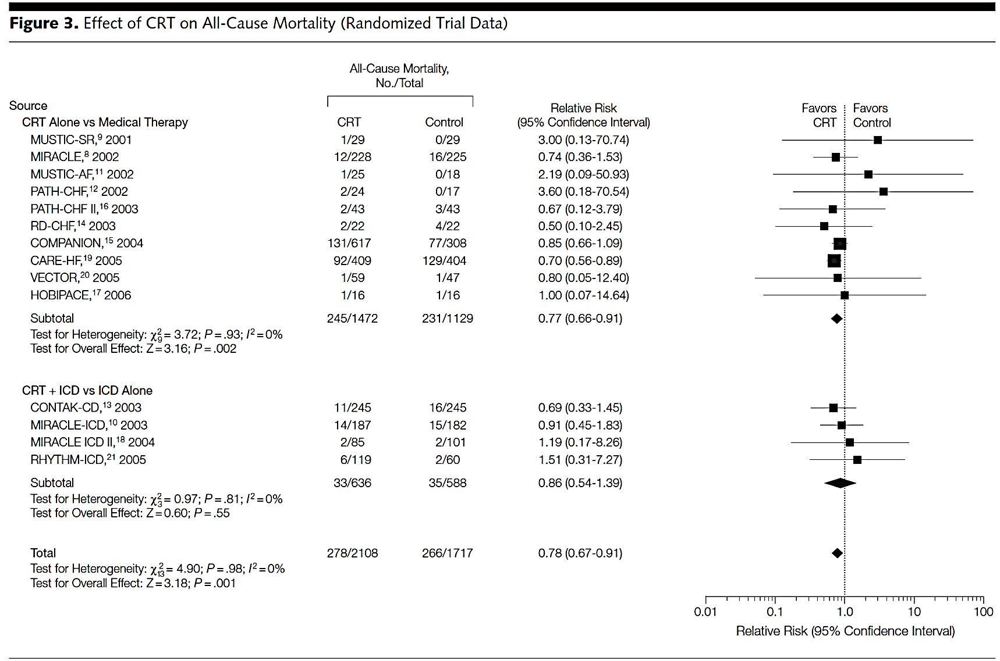 Figure 3. Effect of CRT on All-Cause Mortality (Randomized Trial Data)
All-Cause Mortality,
No./Total
Source
Relative Risk
Favors Favors
CRT Alone vs Medical Therapy CRT Control (95% Confidence Interval) CRT Control
MUSTIC-SR,9 2001 1/29 0/29 3.00 (0.13-70.74)
MIRACLE,8 2002 12/228 16/225 0.74 (0.36-1.53)
MUSTIC-AF,11 2002 1/25 0/18 2.19 (0.09-50.93)
PATH-CHF,12 2002 2/24 0/17 3.60 (0.18-70.54)
PATH-CHF II,16 2003 2/43 3/43 0.67 (0.12-3.79)
RD-CHF,14 2003 2/22 4/22 0.50 (0.10-2.45)
COMPANION,15 2004 131/617 77/308 0.85 (0.66-1.09)
CARE-HF,19 2005 92/409 129/404 0.70 (0.56-0.89)
VECTOR,20 2005 1/59 1/47 0.80 (0.05-12.40)
HOBIPACE,17 2006 1/16 1/16 1.00 (0.07-14.64)
Subtotal 245/1472 231/1129 0.77 (0.66-0.91)
Test for Heterogeneity: χ²₉ = 3.72; P = .93; I² = 0%
Test for Overall Effect: Z = 3.16; P = .002
CRT + ICD vs ICD Alone
CONTAK-CD,13 2003 11/245 16/245 0.69 (0.33-1.45)
MIRACLE-ICD,10 2003 14/187 15/182 0.91 (0.45-1.83)
MIRACLE ICD II,18 2004 2/85 2/101 1.19 (0.17-8.26)
RHYTHM-ICD,21 2005 6/119 2/60 1.51 (0.31-7.27)
Subtotal 33/636 35/588 0.86 (0.54-1.39)
Test for Heterogeneity: χ²₃ = 0.97; P = .81; I² = 0%
Test for Overall Effect: Z = 0.60; P = .55
Total 278/2108 266/1717 0.78 (0.67-0.91)
Test for Heterogeneity: χ²₁₃ = 4.90; P = .98; I² = 0%
Test for Overall Effect: Z = 3.18; P = .001
0.01 0.1 1.0 10 100
Relative Risk (95% Confidence Interval)